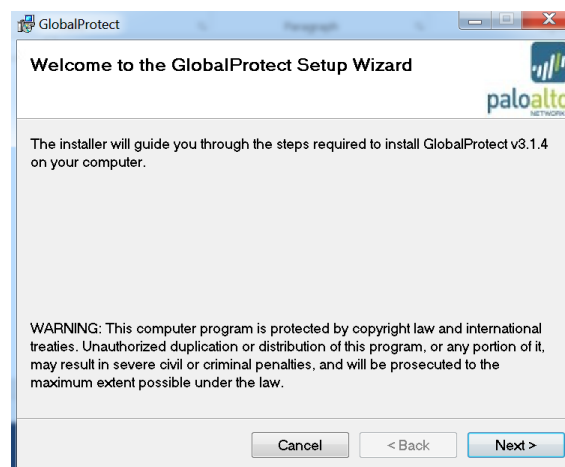 GlobalProtect
Welcome to the GlobalProtect Setup Wizard
paloalto
NETWORK
The installer will guide you through the steps required to install GlobalProtect v3.1.4
on your computer.
WARNING: This computer program is protected by copyright law and international
treaties. Unauthorized duplication or distribution of this program, or any portion of it,
may result in severe civil or criminal penalties, and will be prosecuted to the
maximum extent possible under the law.
Cancel
< Back
Next >